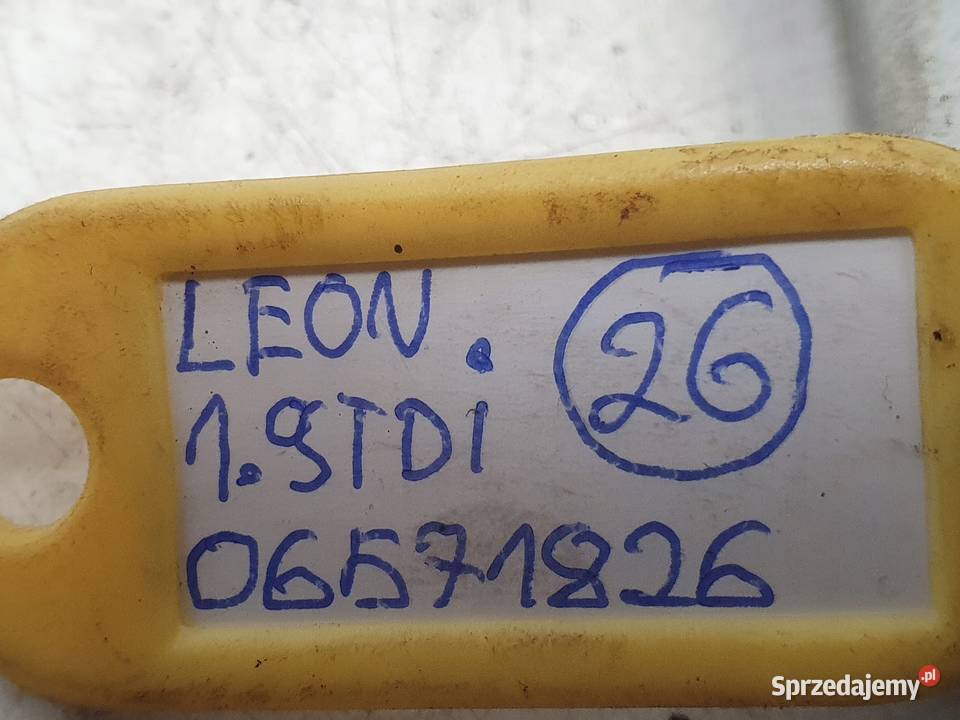 LEON. 26
1.9TDI
06571826
Sprzedajemy.pl